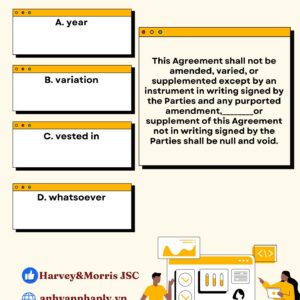 A. year
B. variation
C. vested in
D. whatsoever
This Agreement shall not be
amended, varied, or
supplemented except by an
instrument in writing signed by
the Parties and any purported
amendment,_______or
supplement of this Agreement
not in writing signed by the
Parties shall be null and void.
Harvey&Morris JSC
anhvanphaply.vn